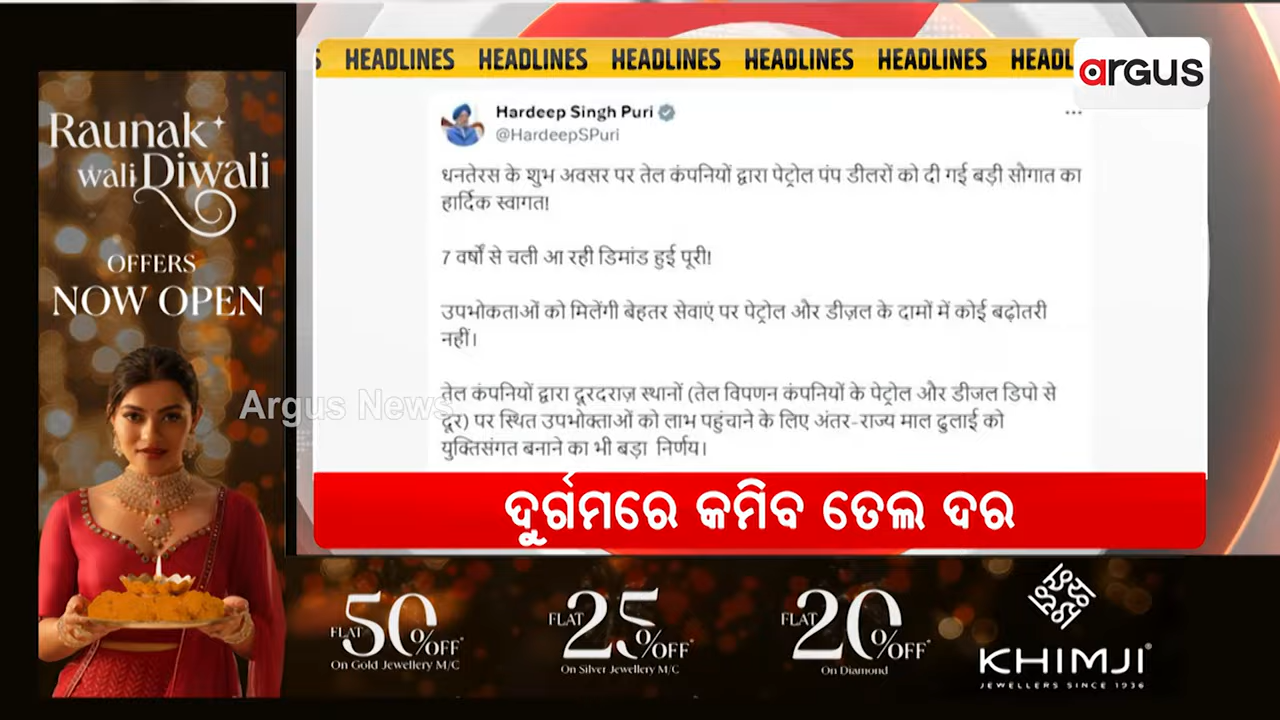 Raunak
wali Diwali
OFFERS
NOW OPEN
HEADLINES HEADLINES HEADLINES HEADLINES HEADLINES HEADL
argus
Hardeep Singh Puri
@HardeepSPuri
धनतेरस के शुभ अवसर पर तेल कंपनियों द्वारा पेट्रोल पंप डीलरों को दी गई बड़ी सौगात का
हार्दिक स्वागत!
7 वर्षों से चली आ रही डिमांड हुई पूरी!
उपभोकताओं को मिलेंगी बेहतर सेवाएं पर पेट्रोल और डीज़ल के दामों में कोई बढ़ोतरी
नहीं।
तेल कंपनियों द्वारा दूरदराज़ स्थानों (तेल विपणन कंपनियों के पेट्रोल और डीजल डिपो से
दूर) पर स्थित उपभोक्ताओं को लाभ पहुंचाने के लिए अंतर-राज्य माल ढुलाई को
युक्तिसंगत बनाने का भी बड़ा निर्णय।
Argus News
ଦୁର୍ଗମରେ କମିବ ତେଲ ଦର
FLAT 50% OFF*
On Gold Jewellery M/C
FLAT 25% OFF*
On Silver Jewellery M/C
FLAT 20% OFF*
On Diamond
KHIMJI®
JEWELLERS SINCE 1936